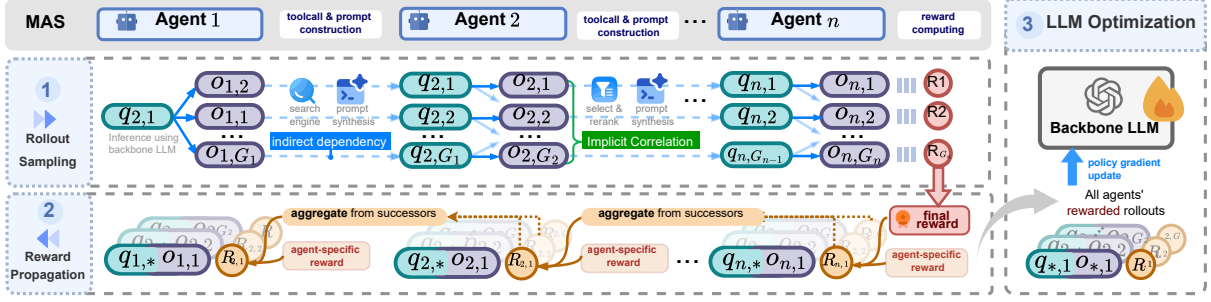 MAS
Agent 1
toolcall & prompt
construction
Agent 2
toolcall & prompt
construction
...
Agent n
reward
computing
1
Rollout
Sampling
q2,1
Inference using
backbone LLM
o1,2
o1,1
...
o1,G1
search
engine
prompt
synthesis
indirect dependency
q2,1
q2,2
...
q2,G1
o2,1
o2,2
...
o2,G2
select &
rerank
prompt
synthesis
Implicit Correlation
...
qn,1
qn,2
...
qn,Gn-1
on,1
on,2
...
on,Gn
R1
R2
RG
2
Reward
Propagation
q1,* o1,1
agent-specific
reward
aggregate from successors
q2,* o2,1
R2,1
agent-specific
reward
aggregate from successors
...
qn,* on,1
Rn,1
final
reward
agent-specific
reward
3
LLM Optimization
Backbone LLM
policy gradient
update
All agents'
rewarded rollouts
q*,1 o*,1
R1